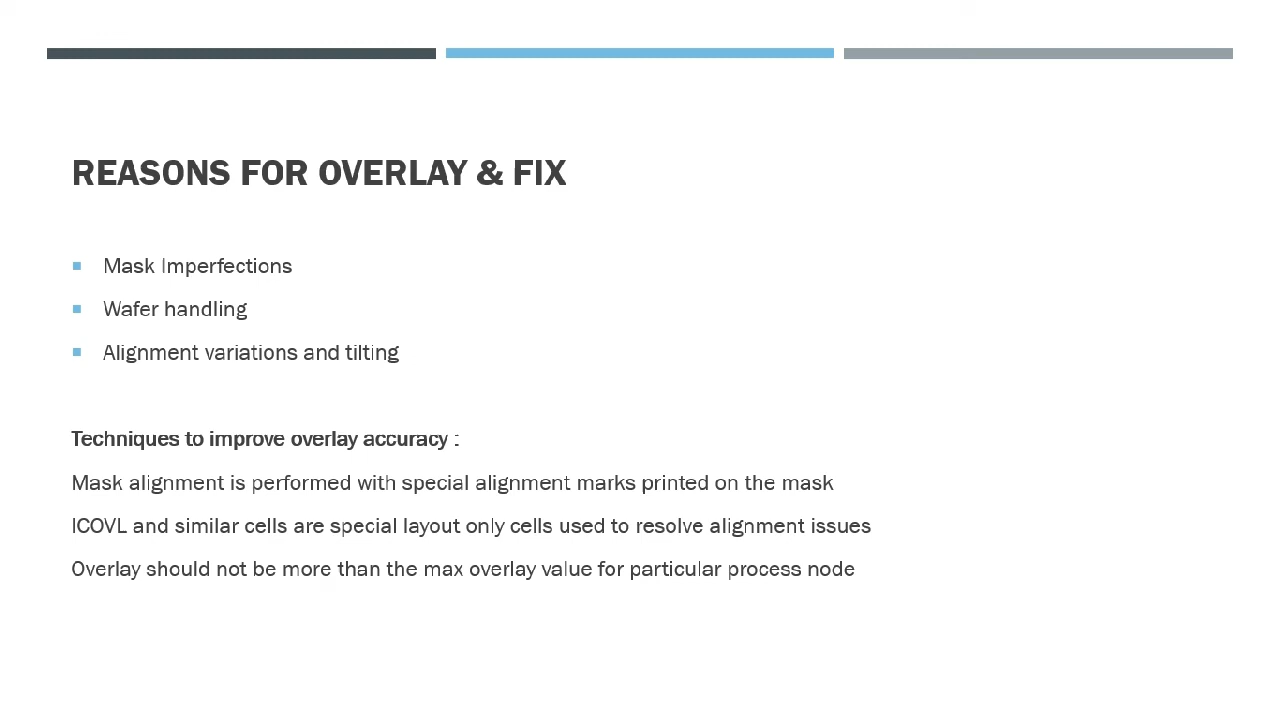 REASONS FOR OVERLAY & FIX
Mask Imperfections
Wafer handling
Alignment variations and tilting
Techniques to improve overlay accuracy :
Mask alignment is performed with special alignment marks printed on the mask
ICOVL and similar cells are special layout only cells used to resolve alignment issues
Overlay should not be more than the max overlay value for particular process node